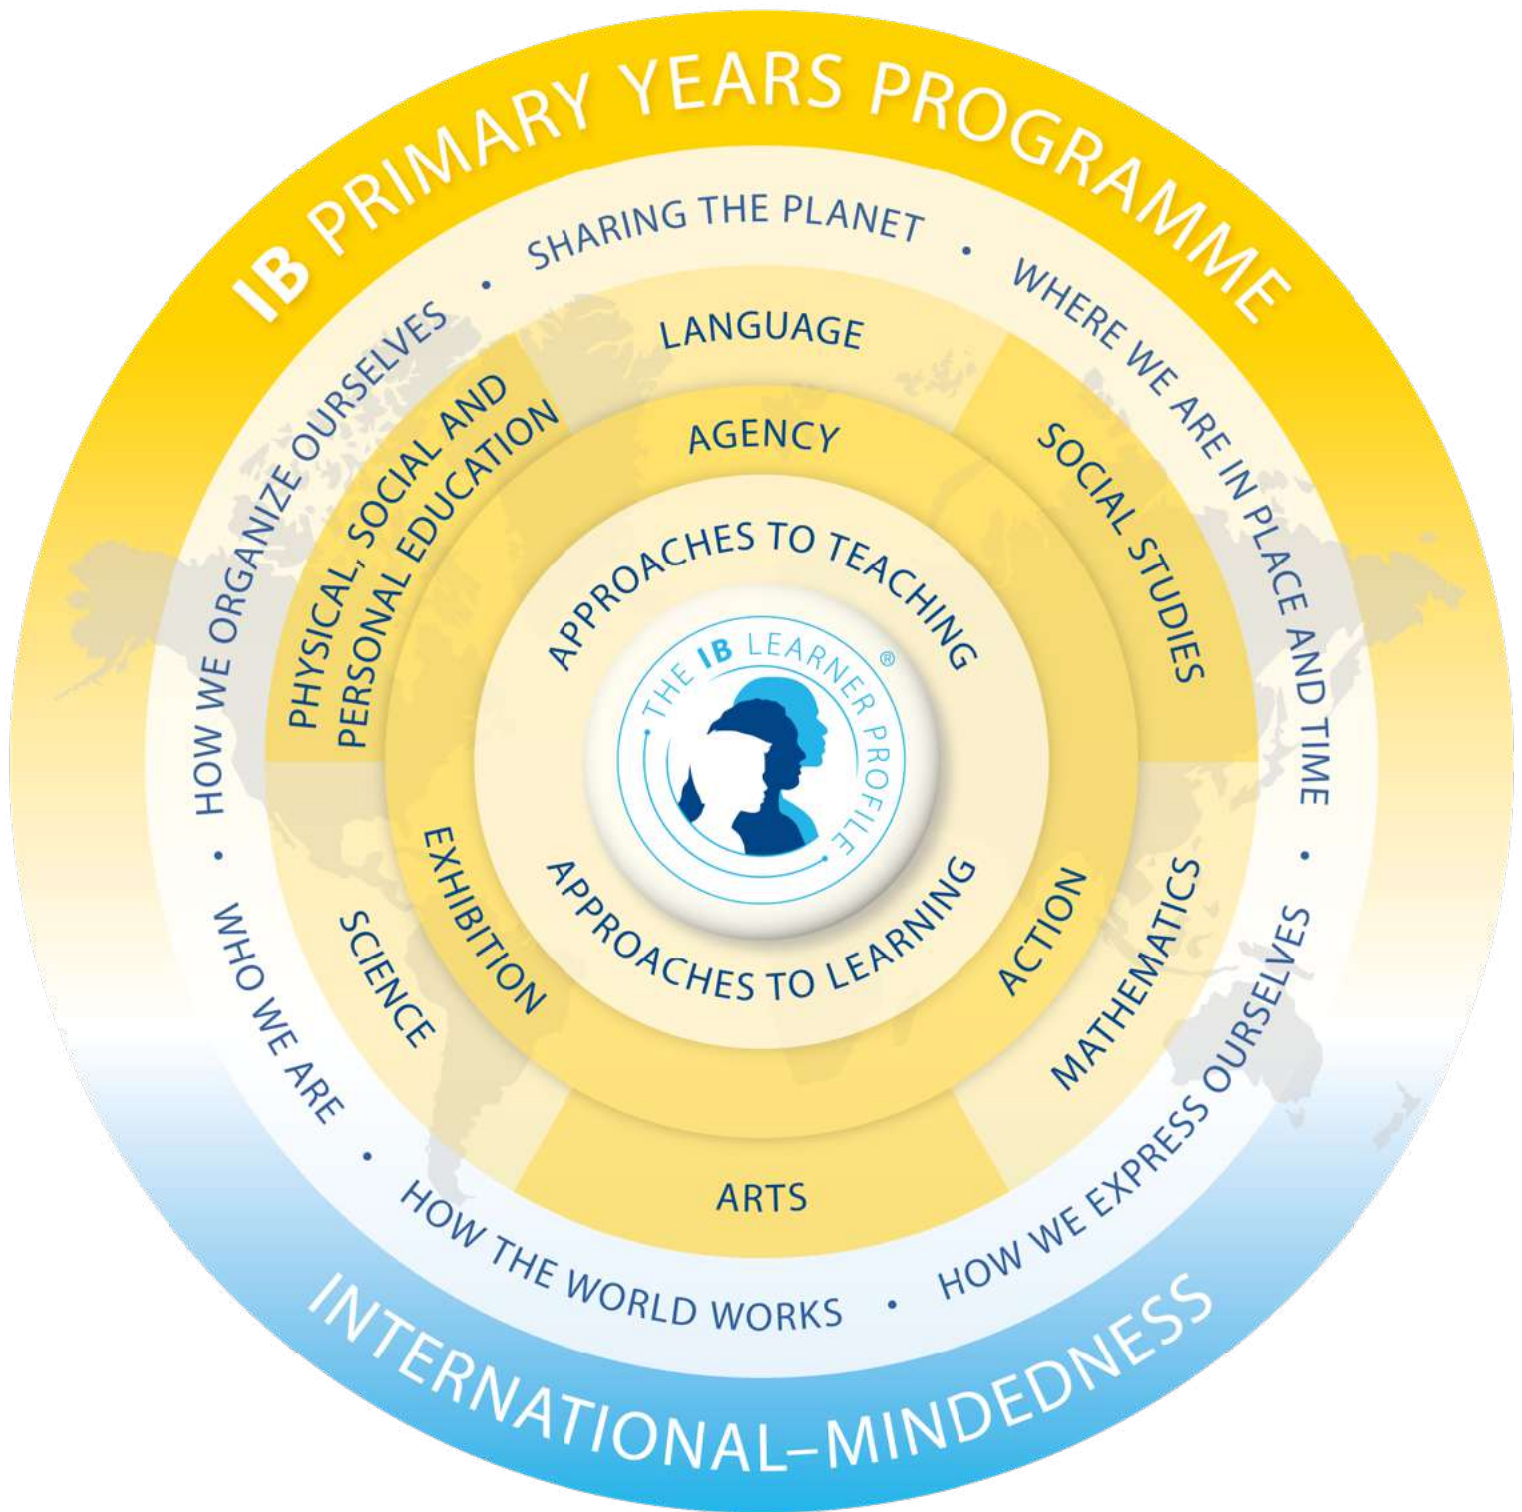 IB PRIMARY YEARS PROGRAMME
SHARING THE PLANET
•
WHERE WE ARE IN PLACE AND TIME
•
HOW WE EXPRESS OURSELVES
•
HOW THE WORLD WORKS
•
WHO WE ARE
•
HOW WE ORGANIZE OURSELVES
•
LANGUAGE
SOCIAL STUDIES
MATHEMATICS
ARTS
SCIENCE
PHYSICAL, SOCIAL AND
PERSONAL EDUCATION
AGENCY
ACTION
EXHIBITION
APPROACHES TO TEACHING
APPROACHES TO LEARNING
THE IB LEARNER PROFILE ®
INTERNATIONAL–MINDEDNESS